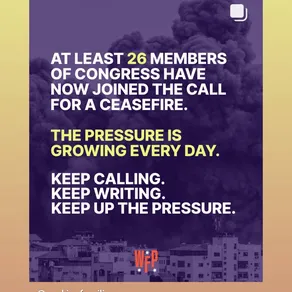 AT LEAST 26 MEMBERS
OF CONGRESS HAVE
NOW JOINED THE CALL
FOR A CEASEFIRE.
THE PRESSURE IS
GROWING EVERY DAY.
KEEP CALLING.
KEEP WRITING.
KEEP UP THE PRESSURE.
WFP